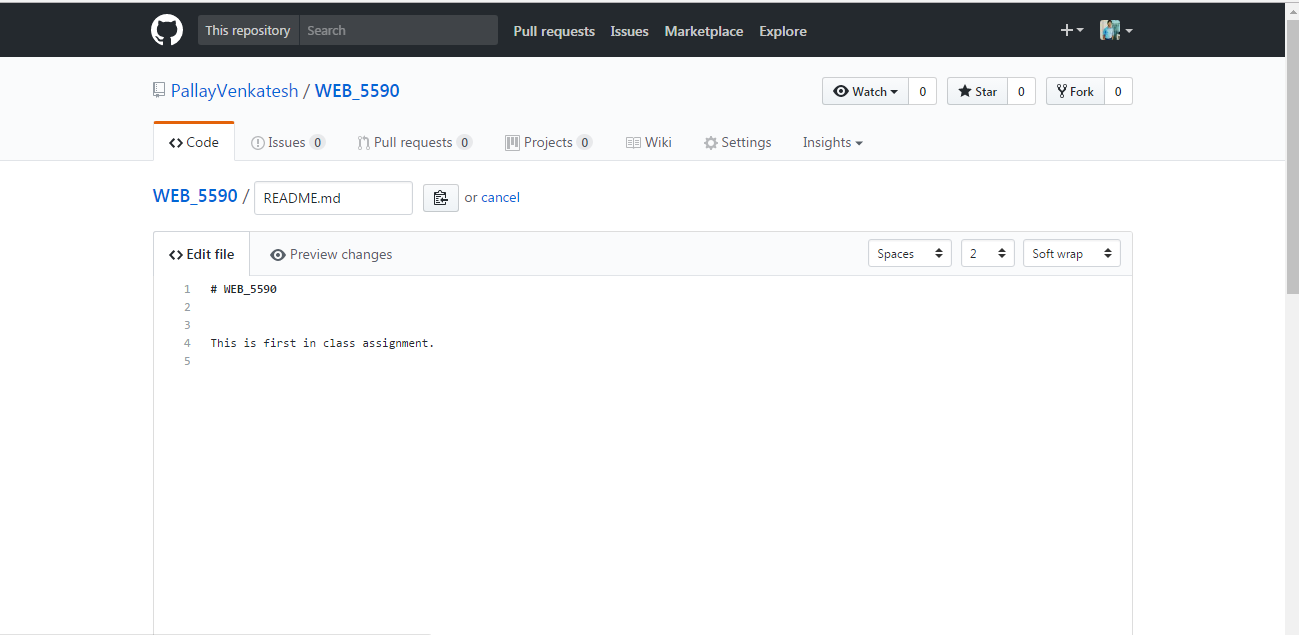 This repository Search Pull requests Issues Marketplace Explore
PallayVenkatesh / WEB_5590 Watch 0 Star 0 Fork 0
Code Issues 0 Pull requests 0 Projects 0 Wiki Settings Insights
WEB_5590 / README.md or cancel
Edit file Preview changes Spaces 2 Soft wrap
1 # WEB_5590
2
3
4 This is first in class assignment.
5